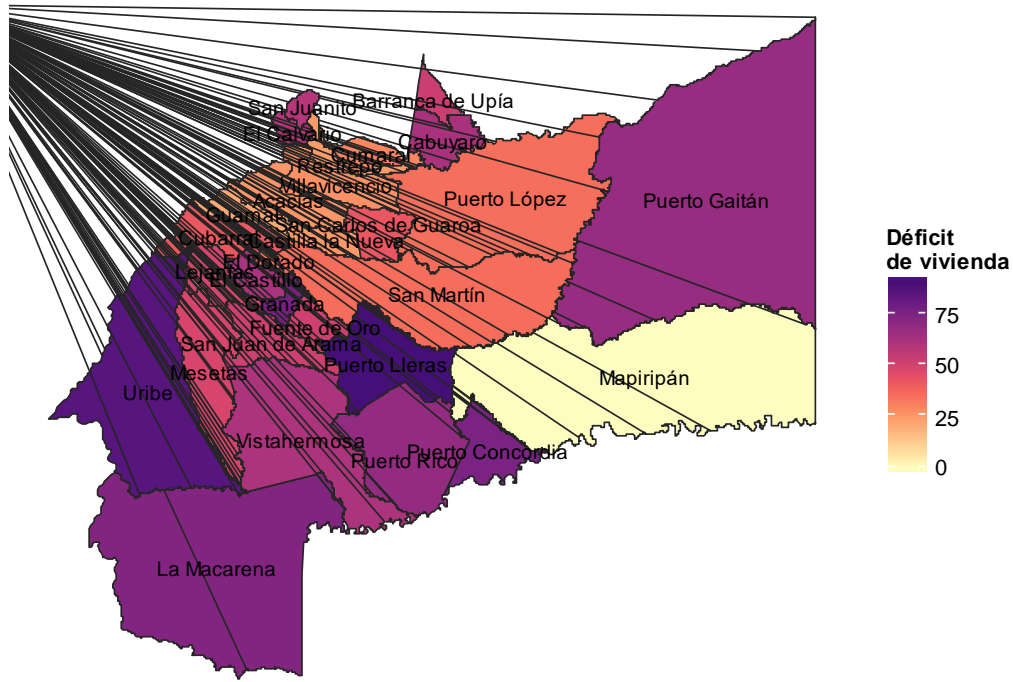 Barranca de Upía
San Juanito
El Calvario
Cabuyaro
Cumaral
Restrepo
Villavicencio
Puerto López
Puerto Gaitán
Acacías
Guamal
San Carlos de Guaroa
Cubarral
Castilla la Nueva
El Dorado
Lejanías
El Castillo
San Martín
Granada
Fuente de Oro
San Juan de Arama
Puerto Lleras
Mesetas
Mapiripán
Uribe
Vistahermosa
Puerto Concordia
Puerto Rico
La Macarena
Déficit
de vivienda
75
50
25
0